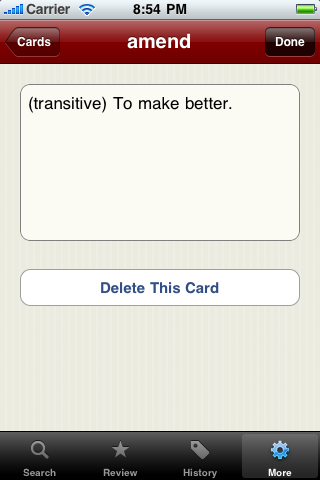 Carrier 8:54 PM
Cards amend Done
(transitive) To make better.
Delete This Card
Search Review History More